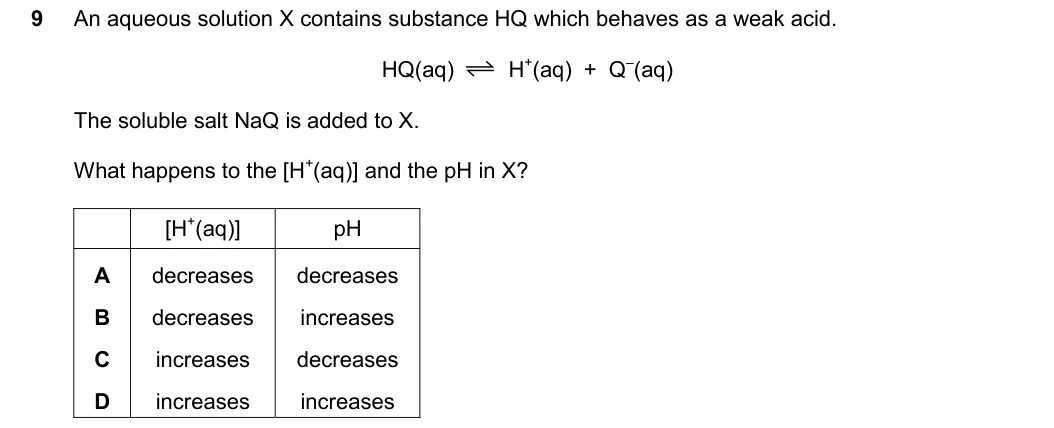 9 An aqueous solution X contains substance HQ which behaves as a weak acid.
HQ(aq) ⇌ H⁺(aq) + Q⁻(aq)
The soluble salt NaQ is added to X.
What happens to the [H⁺(aq)] and the pH in X?
[H⁺(aq)] pH
A decreases decreases
B decreases increases
C increases decreases
D increases increases